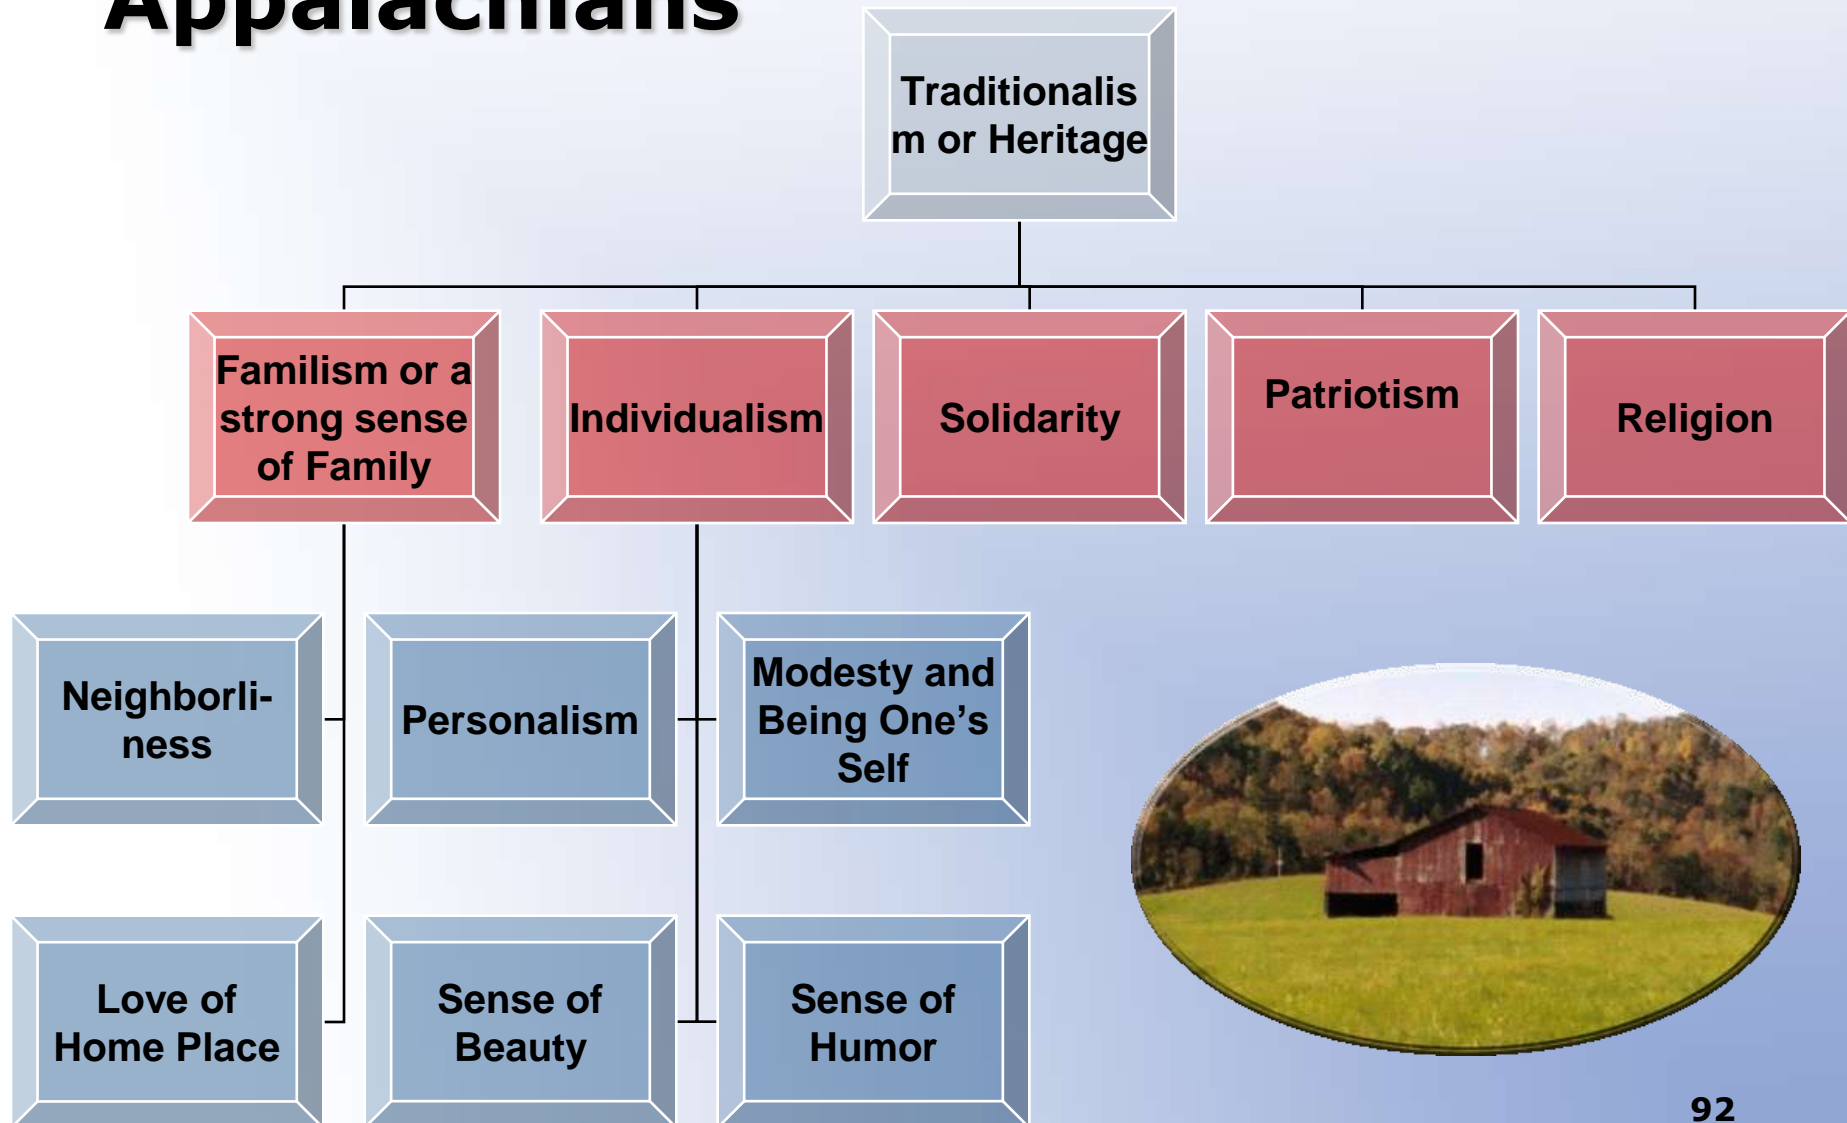 Appalachians
Traditionalis
m or Heritage
Familism or a
strong sense
of Family
Individualism
Solidarity
Patriotism
Religion
Neighborli-
ness
Personalism
Modesty and
Being One’s
Self
Love of
Home Place
Sense of
Beauty
Sense of
Humor
92